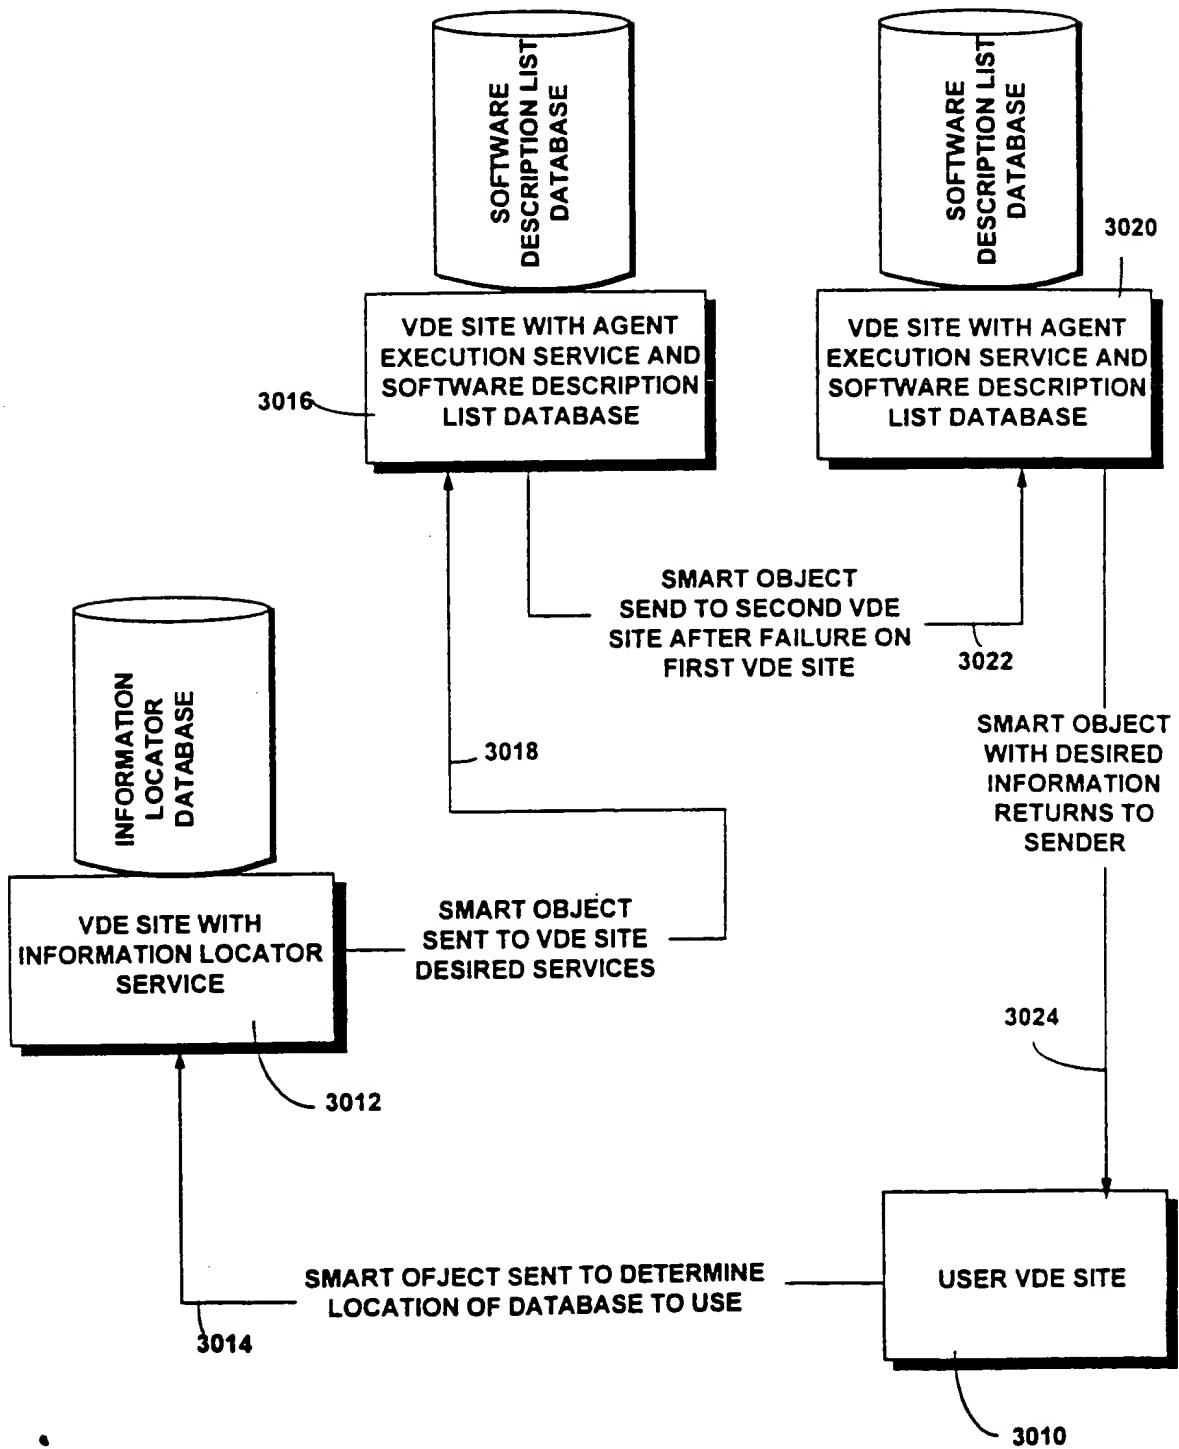 SOFTWARE
DESCRIPTION LIST
DATABASE
SOFTWARE
DESCRIPTION LIST
DATABASE
3020
VDE SITE WITH AGENT
EXECUTION SERVICE AND
SOFTWARE DESCRIPTION
LIST DATABASE
VDE SITE WITH AGENT
EXECUTION SERVICE AND
SOFTWARE DESCRIPTION
LIST DATABASE
3016
SMART OBJECT
SEND TO SECOND VDE
SITE AFTER FAILURE ON
FIRST VDE SITE
3022
INFORMATION
LOCATOR
DATABASE
3018
SMART OBJECT
WITH DESIRED
INFORMATION
RETURNS TO
SENDER
VDE SITE WITH
INFORMATION LOCATOR
SERVICE
SMART OBJECT
SENT TO VDE SITE
DESIRED SERVICES
3024
3012
SMART OFJECT SENT TO DETERMINE
LOCATION OF DATABASE TO USE
3014
USER VDE SITE
3010